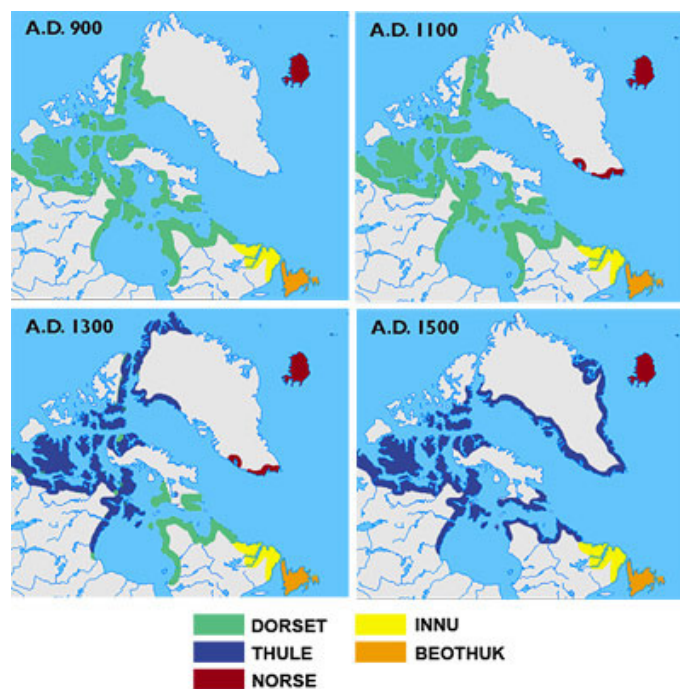 A.D. 900
A.D. 1100
A.D. 1300
A.D. 1500
DORSET
INNU
THULE
BEOTHUK
NORSE